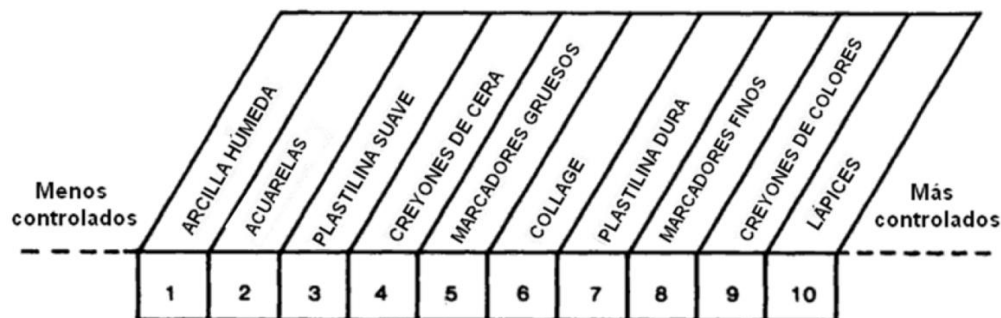 Menos
controlados
ARCILLA HÚMEDA
ACUARELAS
PLASTILINA SUAVE
CREYONES DE CERA
MARCADORES GRUESOS
COLLAGE
PLASTILINA DURA
MARCADORES FINOS
CREYONES DE COLORES
LÁPICES
Más
controlados
1 2 3 4 5 6 7 8 9 10